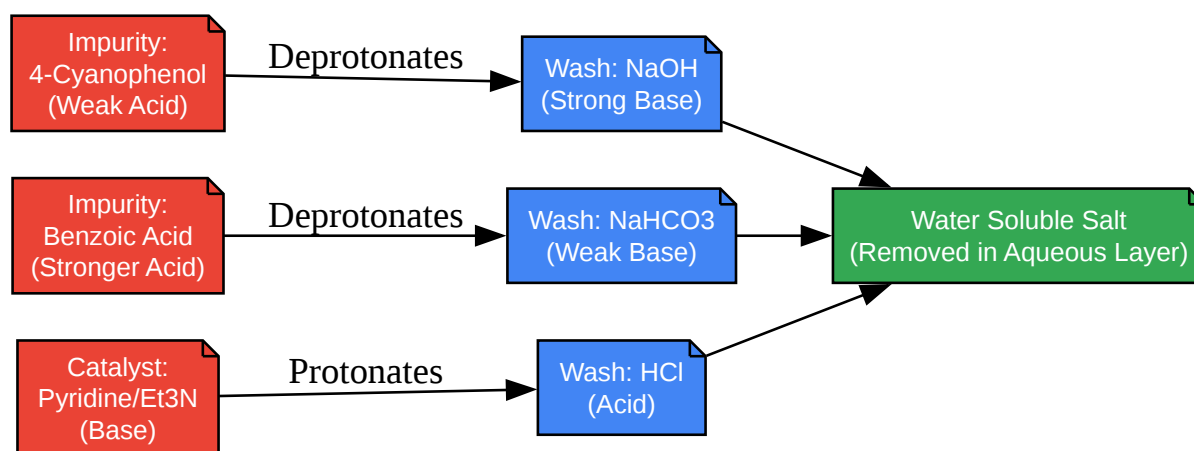 Impurity:
4-Cyanophenol
(Weak Acid)
Deprotonates
Wash: NaOH
(Strong Base)
Impurity:
Benzoic Acid
(Stronger Acid)
Deprotonates
Wash: NaHCO3
(Weak Base)
Water Soluble Salt
(Removed in Aqueous Layer)
Catalyst:
Pyridine/Et3N
(Base)
Protonates
Wash: HCl
(Acid)